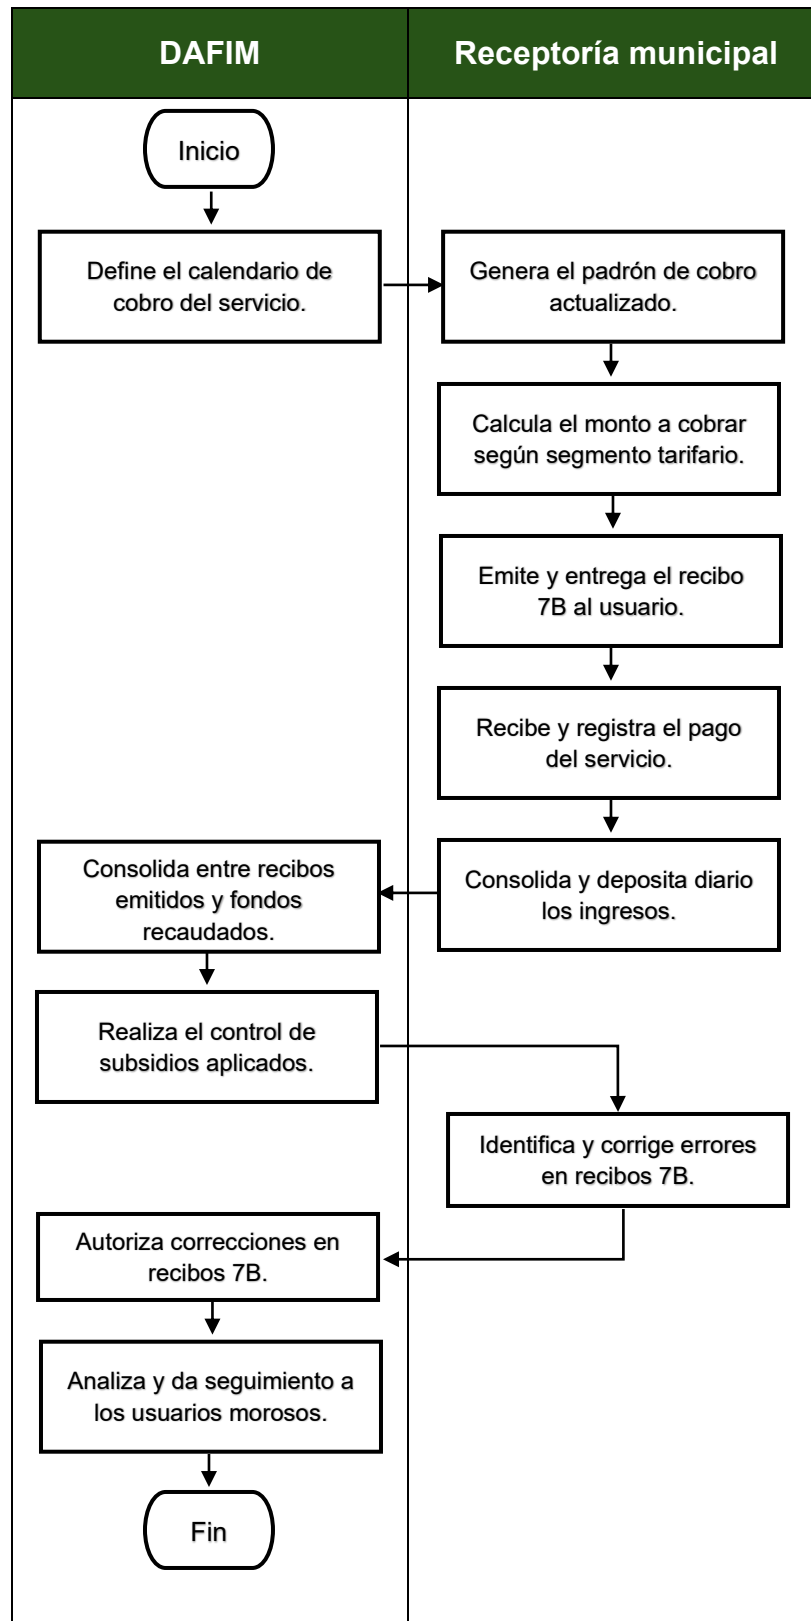 DAFIM
Receptoría municipal
Inicio
Define el calendario de
cobro del servicio.
Genera el padrón de cobro
actualizado.
Calcula el monto a cobrar
según segmento tarifario.
Emite y entrega el recibo
7B al usuario.
Recibe y registra el pago
del servicio.
Consolida y deposita diario
los ingresos.
Consolida entre recibos
emitidos y fondos
recaudados.
Realiza el control de
subsidios aplicados.
Identifica y corrige errores
en recibos 7B.
Autoriza correcciones en
recibos 7B.
Analiza y da seguimiento a
los usuarios morosos.
Fin